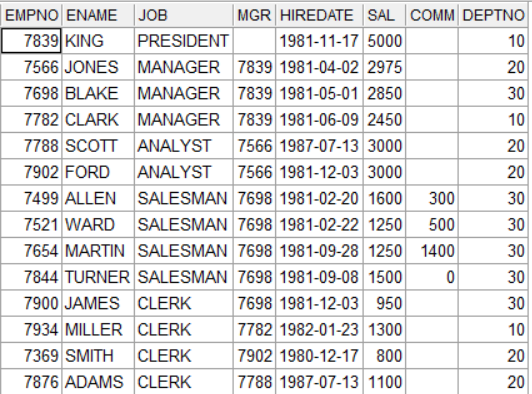 EMPNO ENAME JOB MGR HIREDATE SAL COMM DEPTNO
7839 KING PRESIDENT 1981-11-17 5000 10
7566 JONES MANAGER 7839 1981-04-02 2975 20
7698 BLAKE MANAGER 7839 1981-05-01 2850 30
7782 CLARK MANAGER 7839 1981-06-09 2450 10
7788 SCOTT ANALYST 7566 1987-07-13 3000 20
7902 FORD ANALYST 7566 1981-12-03 3000 20
7499 ALLEN SALESMAN 7698 1981-02-20 1600 300 30
7521 WARD SALESMAN 7698 1981-02-22 1250 500 30
7654 MARTIN SALESMAN 7698 1981-09-28 1250 1400 30
7844 TURNER SALESMAN 7698 1981-09-08 1500 0 30
7900 JAMES CLERK 7698 1981-12-03 950 30
7934 MILLER CLERK 7782 1982-01-23 1300 10
7369 SMITH CLERK 7902 1980-12-17 800 20
7876 ADAMS CLERK 7788 1987-07-13 1100 20